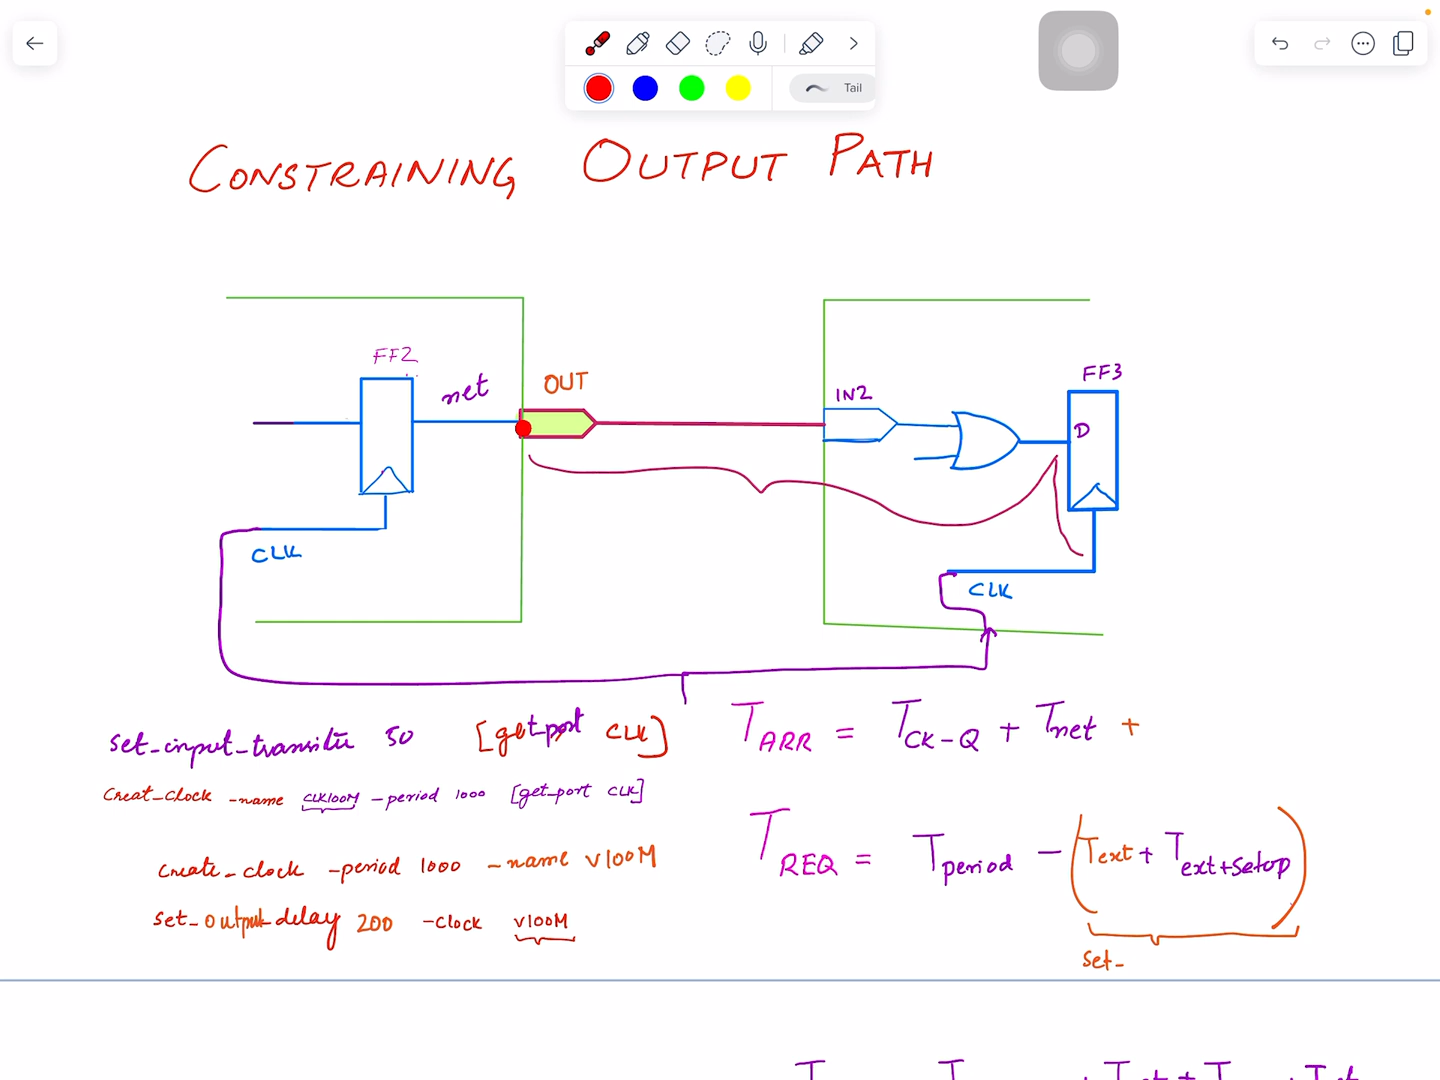 Tail
CONSTRAINING OUTPUT PATH
FF2
net
OUT
IN2
FF3
D
CLK
CLK
set_input_transitn 50 [get_port CLK]
Creat_Clock -name CLK100M -period 1000 [get_port CLK]
Create_clock -period 1000 -name V100M
set_output_delay 200 -clock V100M
TARR = TCK-Q + Tnet +
TREQ = Tperiod - (Text + Text+setup)
Set_